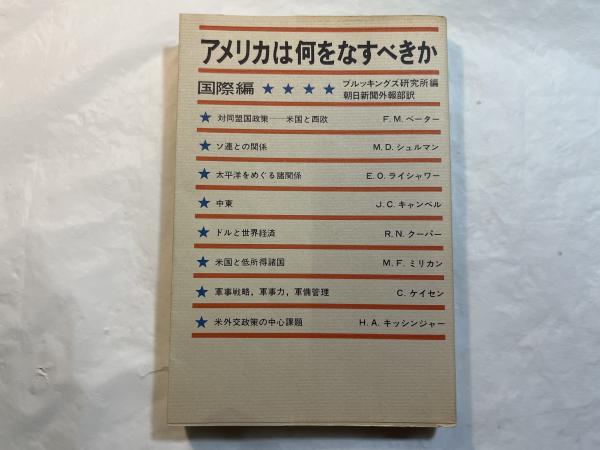 アメリカは何をなすべきか
国際編 ★ ★ ★ ★ ブルッキングズ研究所編
朝日新聞外報部訳
★ 対同盟国政策──米国と西欧 F. M. ベーター
★ ソ連との関係 M. D. シュルマン
★ 太平洋をめぐる諸関係 E. O. ライシャワー
★ 中東 J. C. キャンベル
★ ドルと世界経済 R. N. クーパー
★ 米国と低所得諸国 M. F. ミリカン
★ 軍事戦略，軍事力，軍備管理 C. ケイセン
★ 米外交政策の中心課題 H. A. キッシンジャー